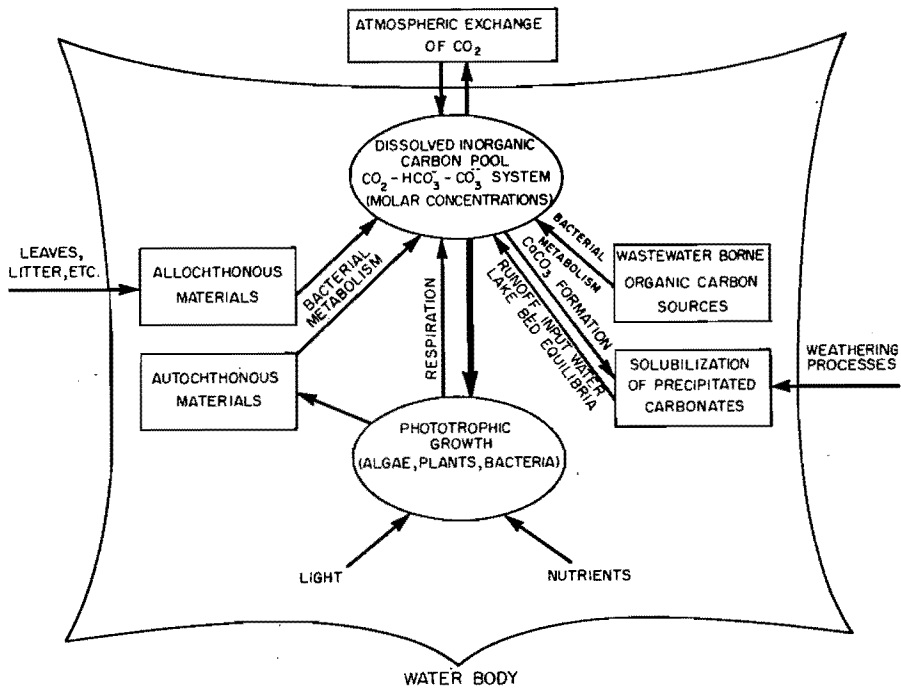 ATMOSPHERIC EXCHANGE
OF CO₂
DISSOLVED INORGANIC
CARBON POOL
CO₂ – HCO₃⁻ – CO₃⁻⁻ SYSTEM
(MOLAR CONCENTRATIONS)
LEAVES,
LITTER, ETC.
ALLOCHTHONOUS
MATERIALS
BACTERIAL
METABOLISM
AUTOCHTHONOUS
MATERIALS
RESPIRATION
BACTERIAL
METABOLISM
CaCO₃ FORMATION
RUNOFF INPUT WATER
LAKE BED EQUILIBRIA
WASTEWATER BORNE
ORGANIC CARBON
SOURCES
WEATHERING
PROCESSES
SOLUBILIZATION
OF PRECIPITATED
CARBONATES
PHOTOTROPHIC
GROWTH
(ALGAE, PLANTS, BACTERIA)
LIGHT
NUTRIENTS
WATER BODY